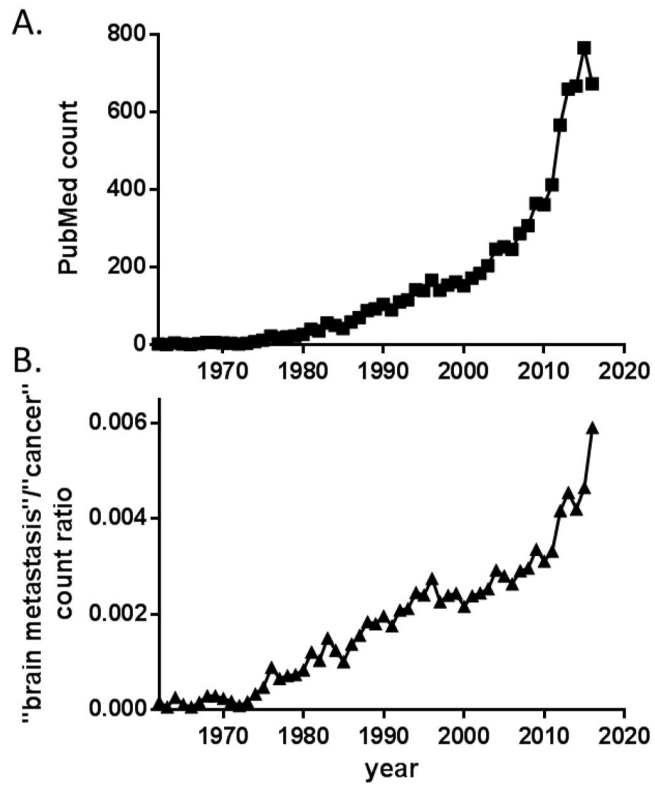 A.
PubMed count
800
600
400
200
0
1970 1980 1990 2000 2010 2020
B.
"brain metastasis"/"cancer"
count ratio
0.006
0.004
0.002
0.000
1970 1980 1990 2000 2010 2020
year